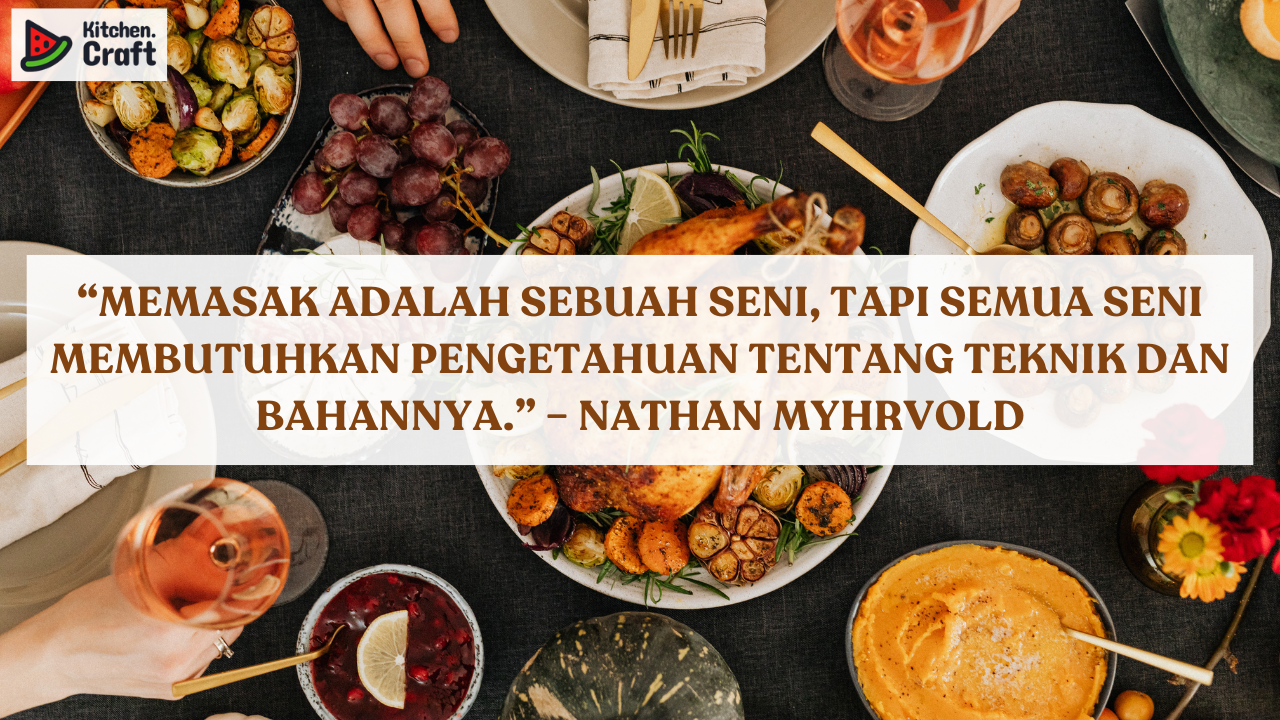 Kitchen.
Craft
“MEMASAK ADALAH SEBUAH SENI, TAPI SEMUA SENI
MEMBUTUHKAN PENGETAHUAN TENTANG TEKNIK DAN
BAHANNYA.” – NATHAN MYHRVOLD